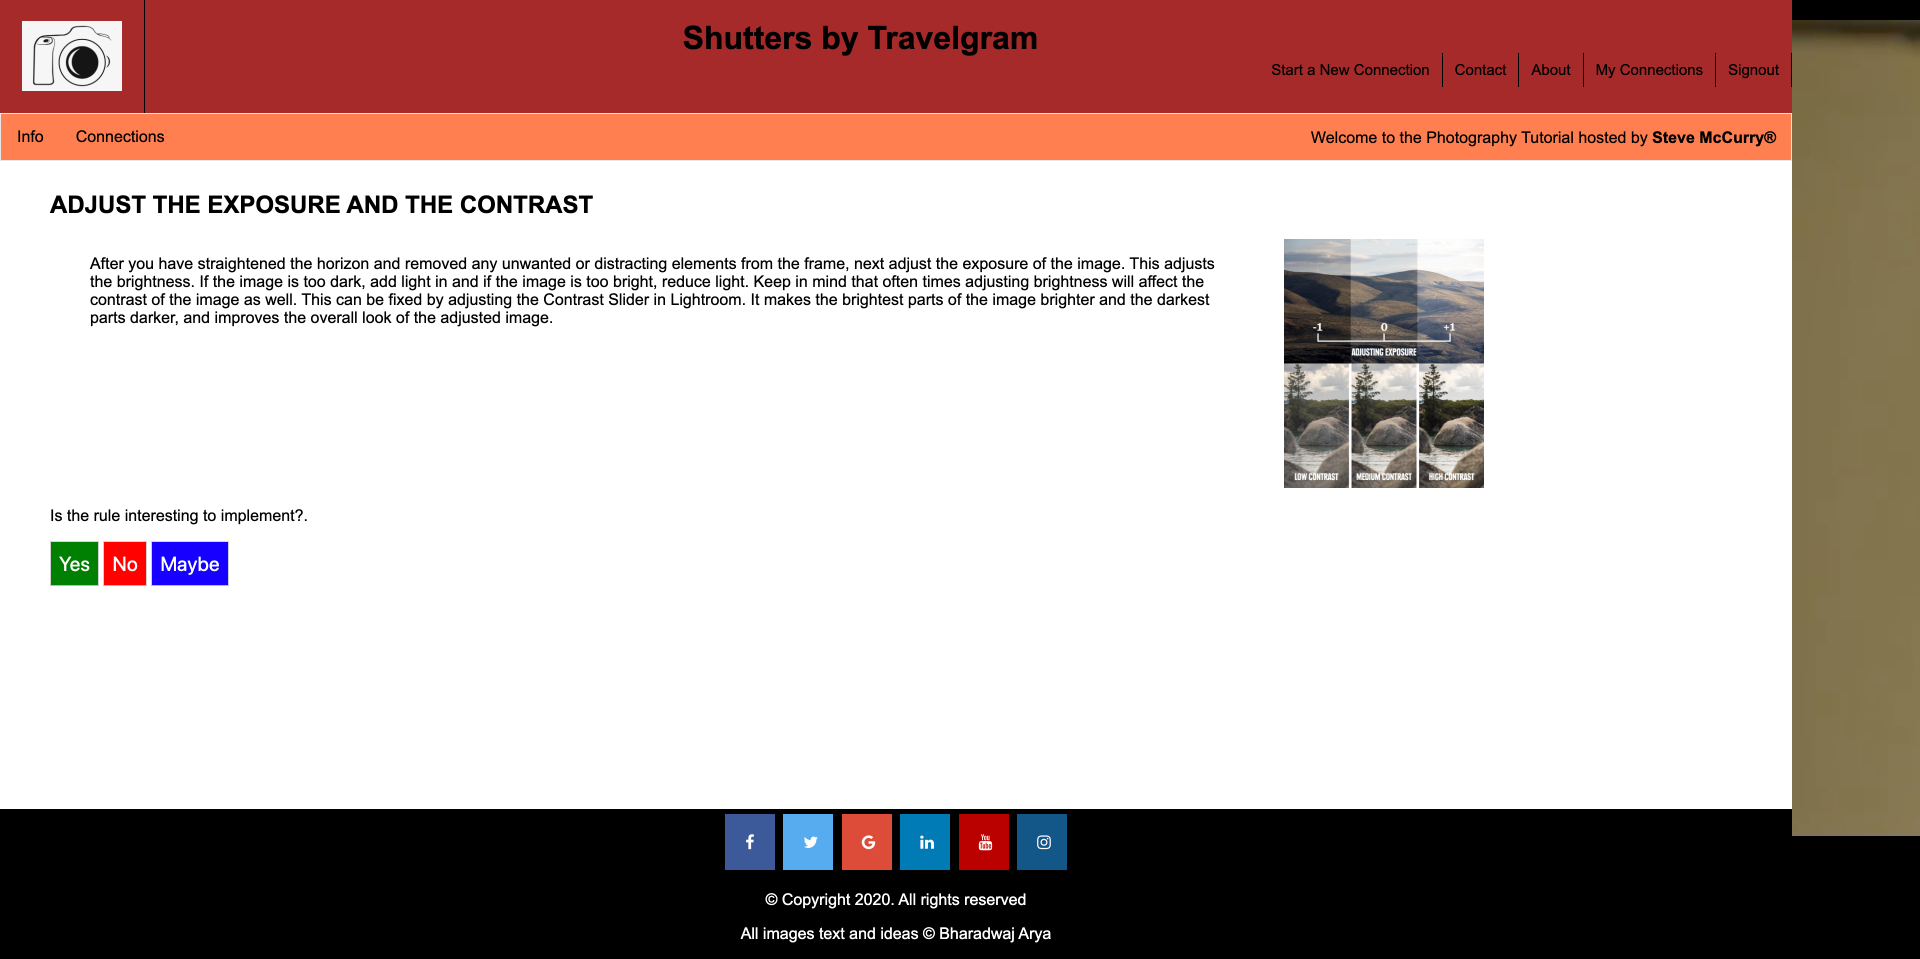 Shutters by Travelgram
Start a New Connection
Contact
About
My Connections
Signout
Info
Connections
Welcome to the Photography Tutorial hosted by Steve McCurry®
ADJUST THE EXPOSURE AND THE CONTRAST
After you have straightened the horizon and removed any unwanted or distracting elements from the frame, next adjust the exposure of the image. This adjusts
the brightness. If the image is too dark, add light in and if the image is too bright, reduce light. Keep in mind that often times adjusting brightness will affect the
contrast of the image as well. This can be fixed by adjusting the Contrast Slider in Lightroom. It makes the brightest parts of the image brighter and the darkest
parts darker, and improves the overall look of the adjusted image.
-1 0 +1
ADJUSTING EXPOSURE
LOW CONTRAST MEDIUM CONTRAST HIGH CONTRAST
Is the rule interesting to implement?.
Yes
No
Maybe
You
Tube
© Copyright 2020. All rights reserved
All images text and ideas © Bharadwaj Arya